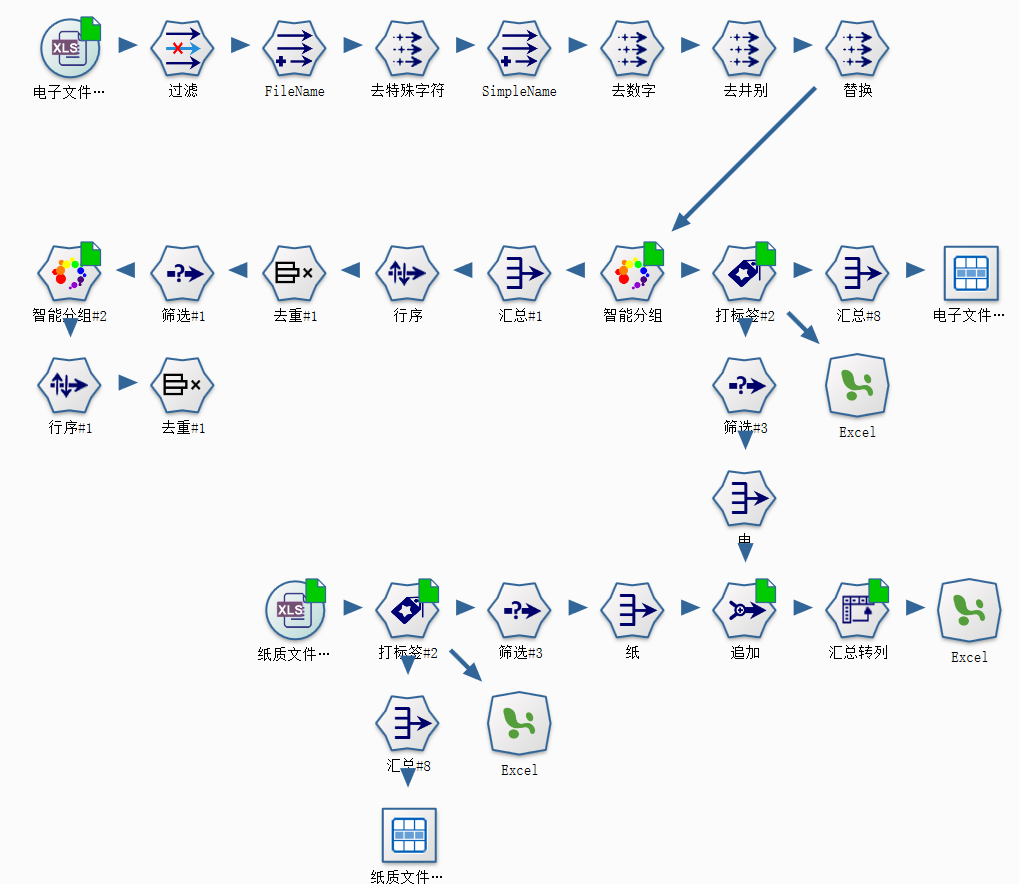 XLS
电子文件…
过滤
FileName
去特殊字符
SimpleName
去数字
去井别
替换
智能分组#2
筛选#1
去重#1
行序
汇总#1
智能分组
打标签#2
汇总#8
电子文件…
行序#1
去重#1
筛选#3
Excel
电
XLS
纸质文件…
打标签#2
筛选#3
纸
追加
汇总转列
Excel
汇总#8
Excel
纸质文件…